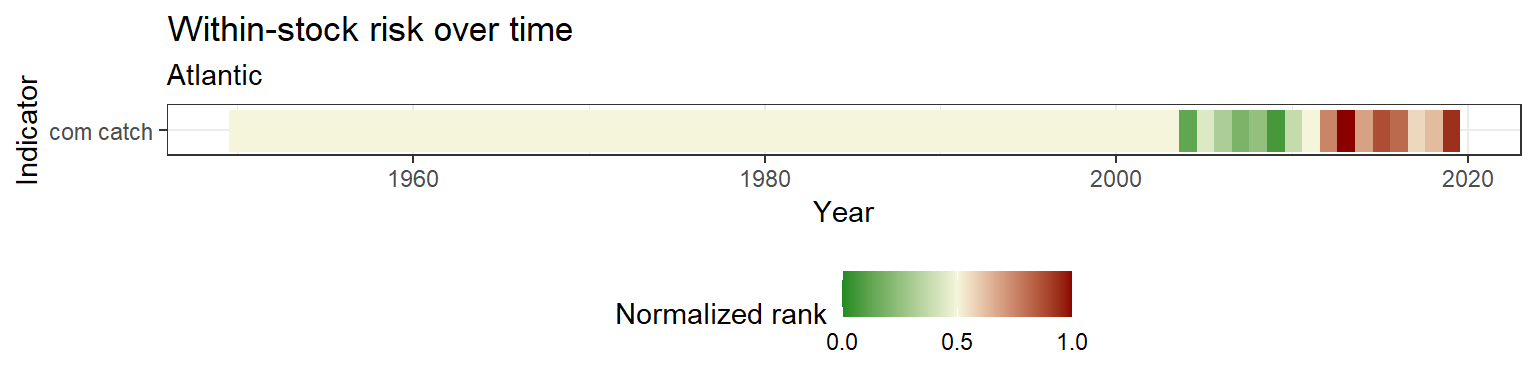 Within-stock risk over time
Atlantic
Indicator
com catch
1960 1980 2000 2020
Year
Normalized rank
0.0 0.5 1.0